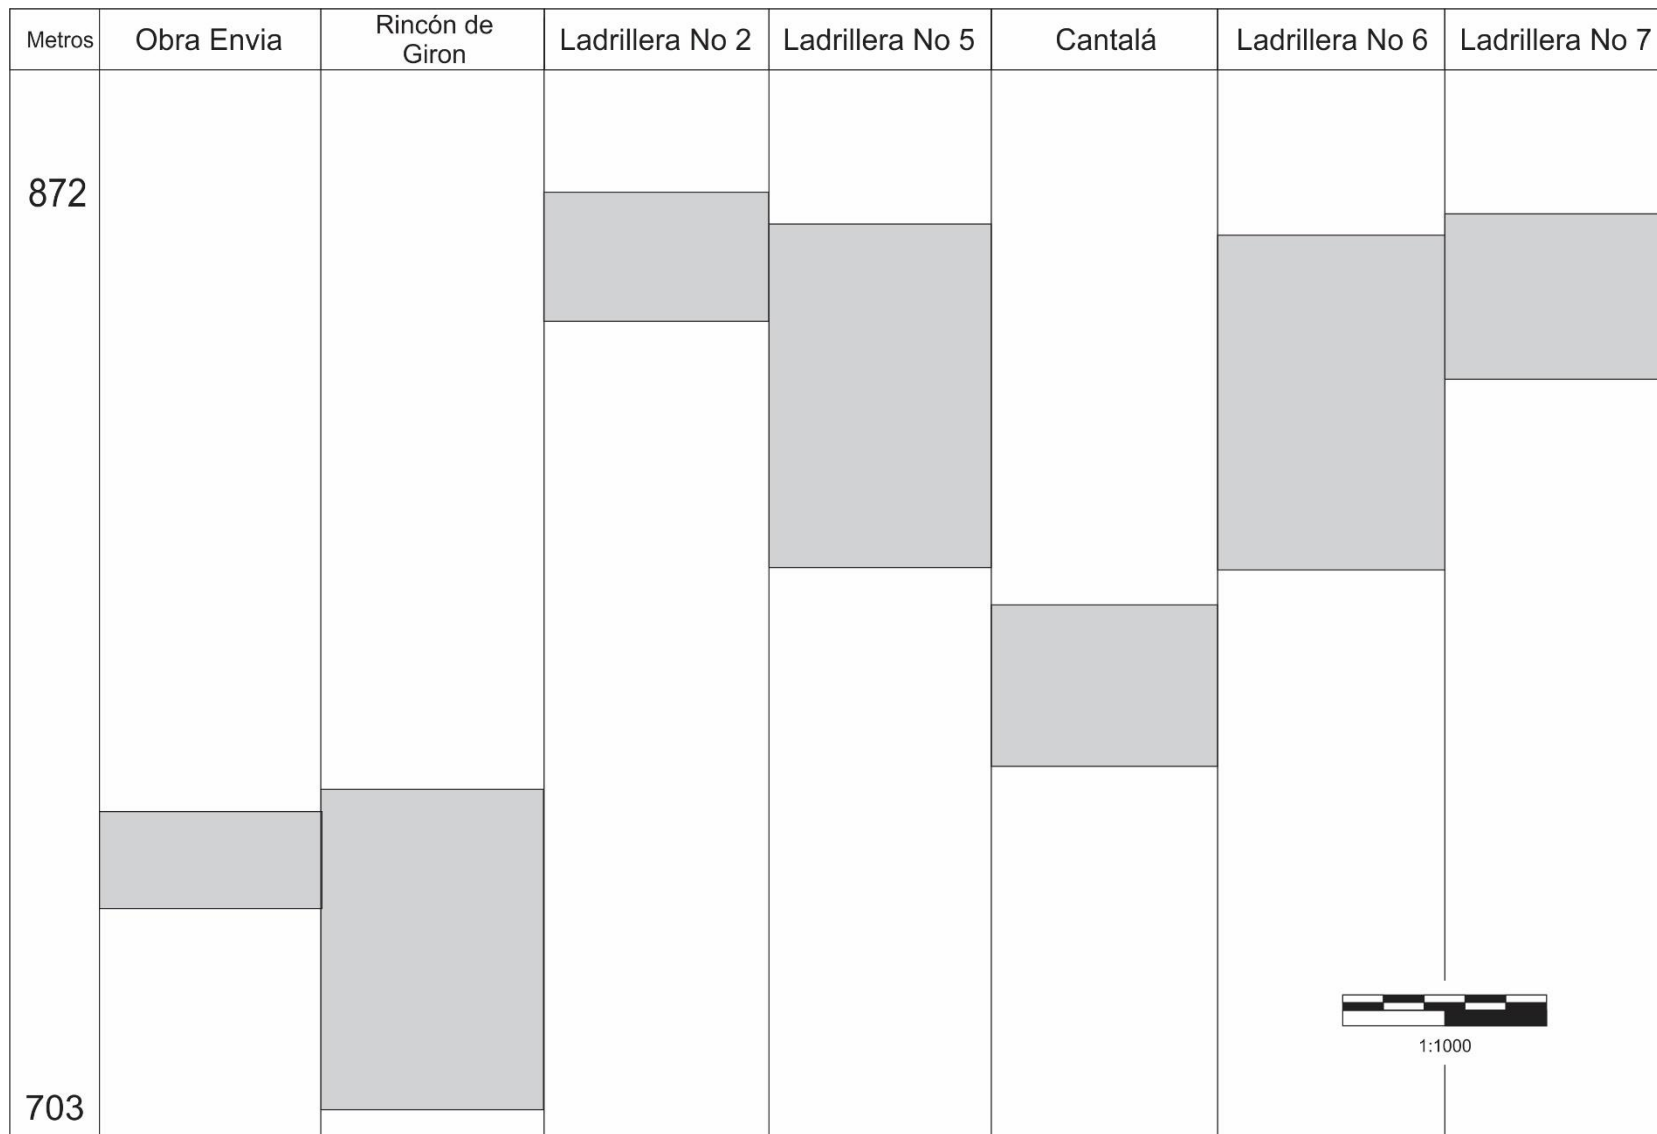 Metros
Obra Envia
Rincón de
Giron
Ladrillera No 2
Ladrillera No 5
Cantalá
Ladrillera No 6
Ladrillera No 7
872
703
1:1000